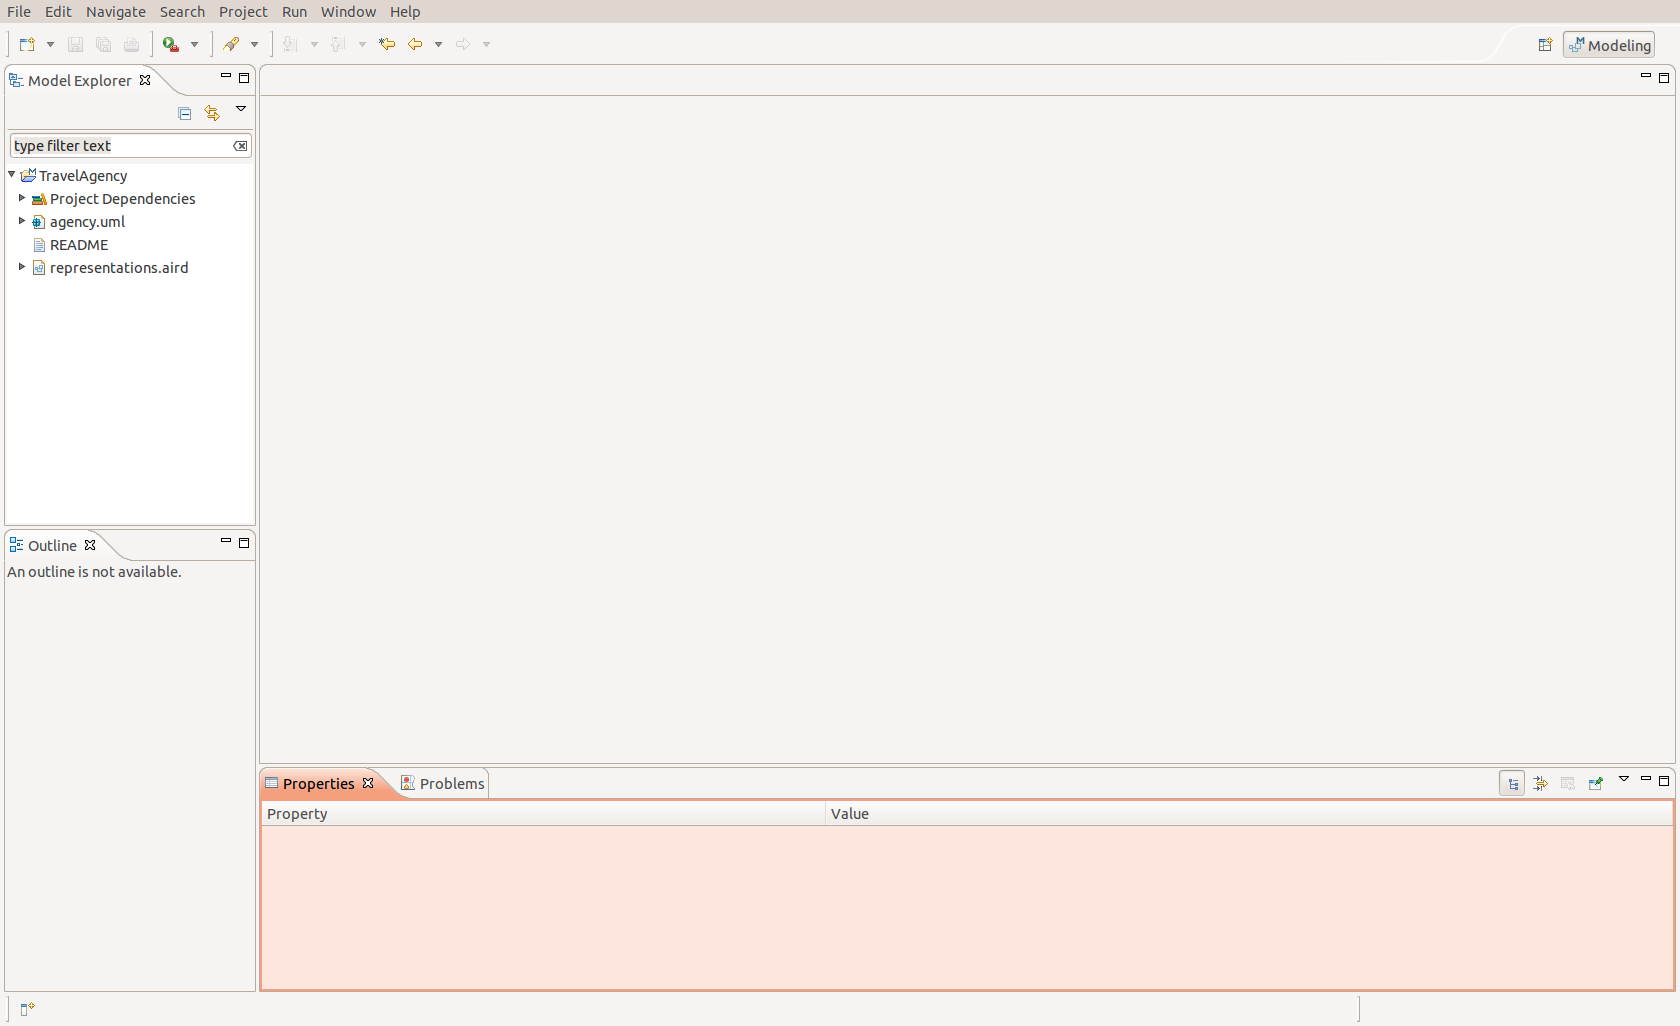 File Edit Navigate Search Project Run Window Help
Modeling
Model Explorer
type filter text
TravelAgency
Project Dependencies
agency.uml
README
representations.aird
Outline
An outline is not available.
Properties Problems
Property Value